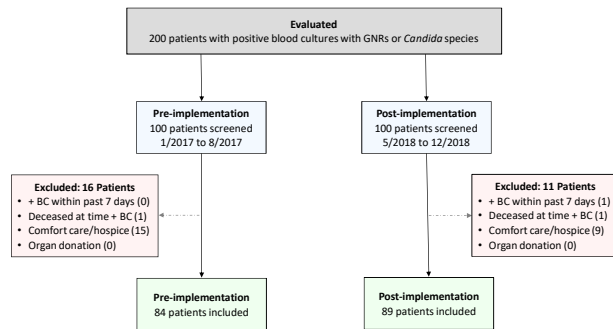 Evaluated
200 patients with positive blood cultures with GNRs or Candida species
Pre-implementation
100 patients screened
1/2017 to 8/2017
Post-implementation
100 patients screened
5/2018 to 12/2018
Excluded: 16 Patients
• + BC within past 7 days (0)
• Deceased at time + BC (1)
• Comfort care/hospice (15)
• Organ donation (0)
Excluded: 11 Patients
• + BC within past 7 days (1)
• Deceased at time + BC (1)
• Comfort care/hospice (9)
• Organ donation (0)
Pre-implementation
84 patients included
Post-implementation
89 patients included